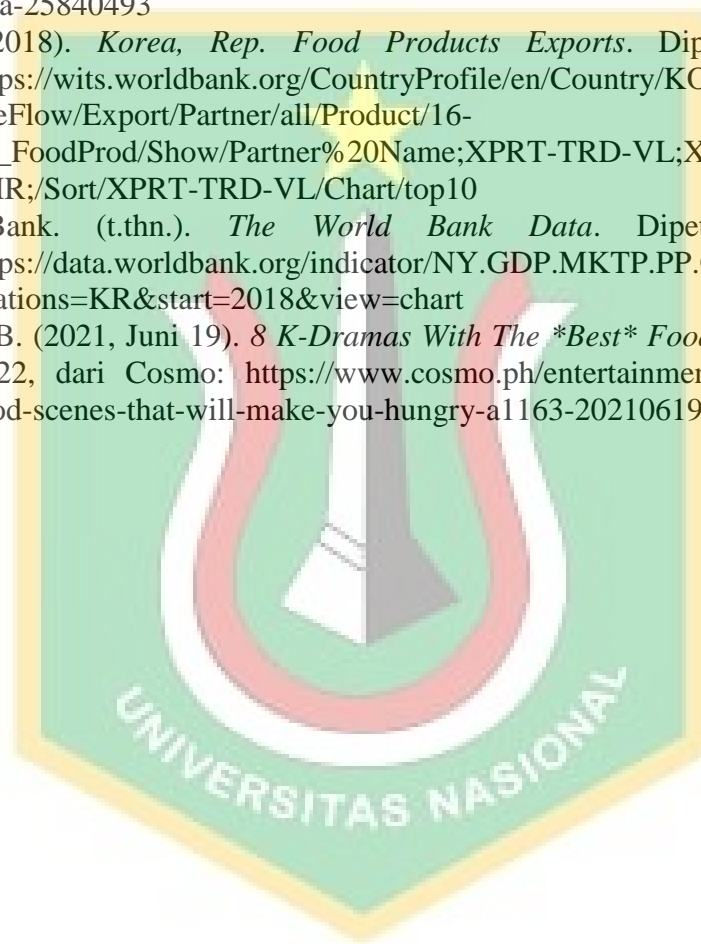 a-25840493
2018). Korea, Rep. Food Products Exports. Dip
ps://wits.worldbank.org/CountryProfile/en/Country/KO
eFlow/Export/Partner/all/Product/16-
_FoodProd/Show/Partner%20Name;XPRT-TRD-VL;X
IR;/Sort/XPRT-TRD-VL/Chart/top10
Bank. (t.thn.). The World Bank Data. Dipet
ps://data.worldbank.org/indicator/NY.GDP.MKTP.PP.
ations=KR&start=2018&view=chart
B. (2021, Juni 19). 8 K-Dramas With The *Best* Food
22, dari Cosmo: https://www.cosmo.ph/entertainmen
od-scenes-that-will-make-you-hungry-a1163-20210619
UNIVERSITAS NASIONAL